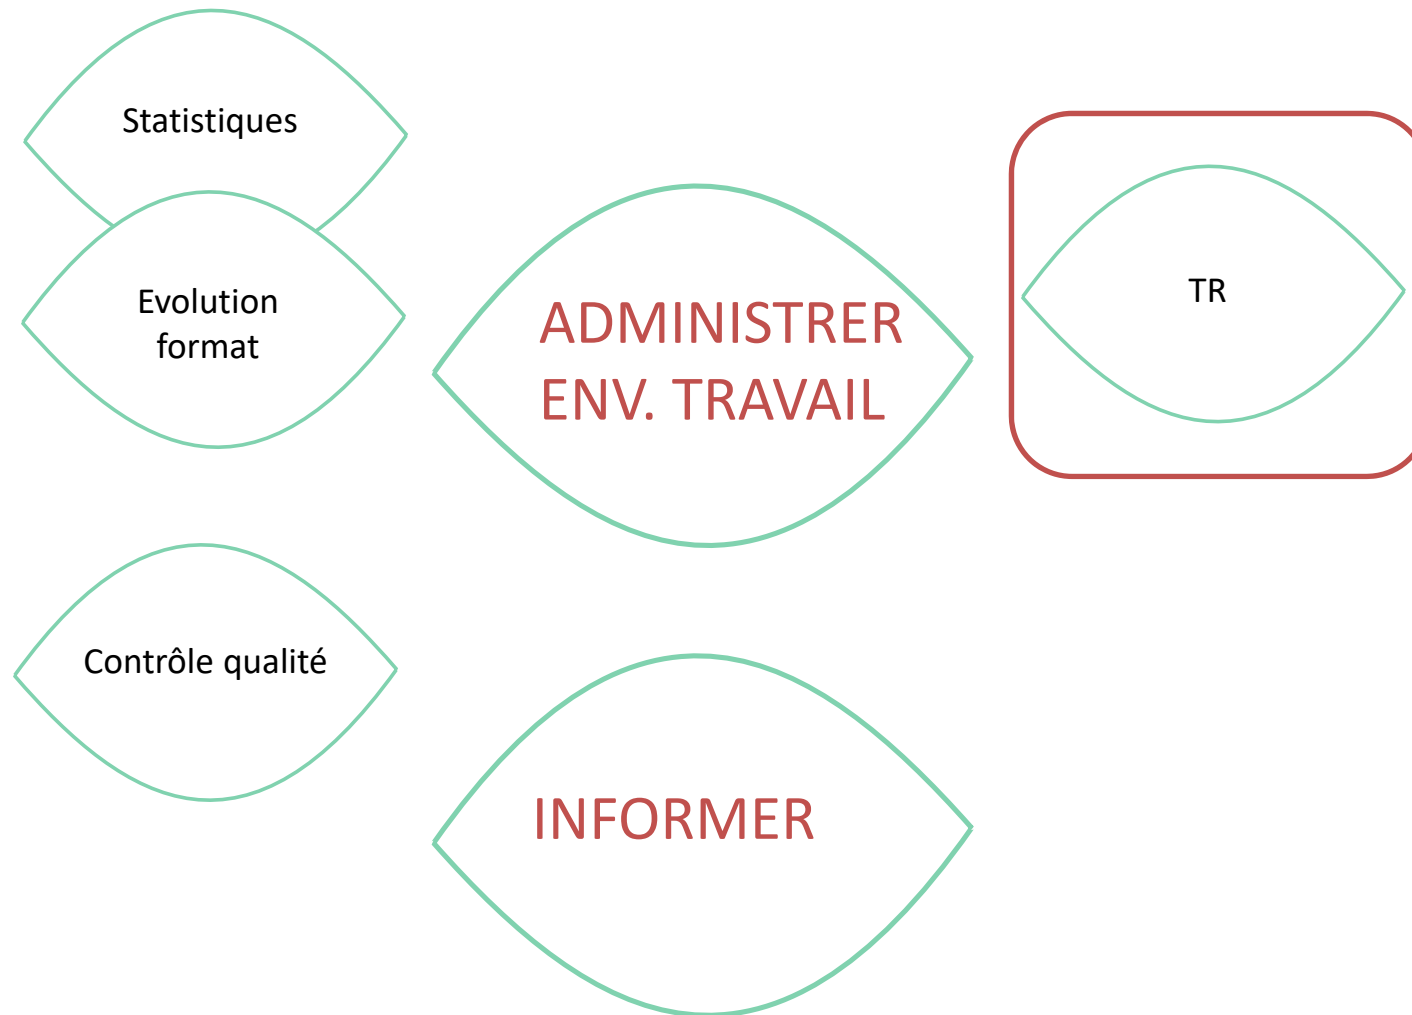 Statistiques
Evolution
format
ADMINISTRER
ENV. TRAVAIL
TR
Contrôle qualité
INFORMER